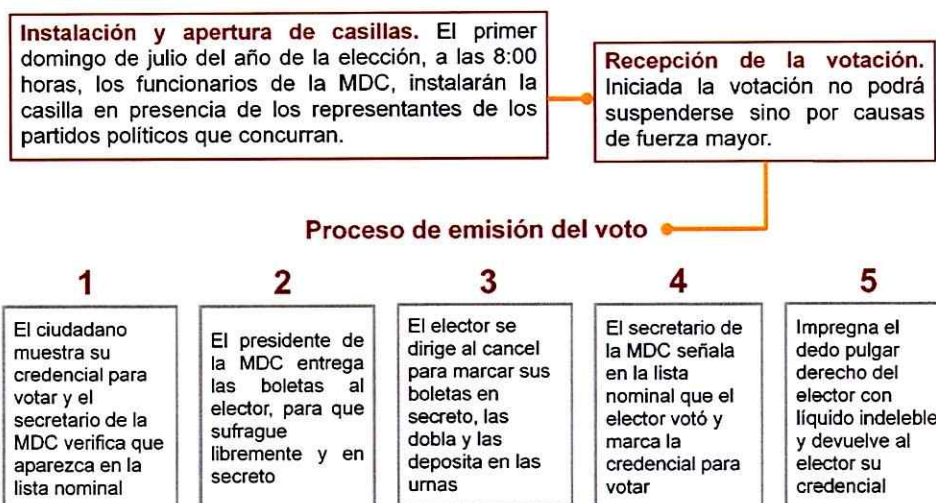 Instalación y apertura de casillas. El primer
domingo de julio del año de la elección, a las 8:00
horas, los funcionarios de la MDC, instalarán la
casilla en presencia de los representantes de los
partidos políticos que concurran.
Recepción de la votación.
Iniciada la votación no podrá
suspenderse sino por causas
de fuerza mayor.
Proceso de emisión del voto
1
El ciudadano
muestra su
credencial para
votar y el
secretario de la
MDC verifica que
aparezca en la
lista nominal
2
El presidente de
la MDC entrega
las boletas al
elector, para que
sufrague
libremente y en
secreto
3
El elector se
dirige al cancel
para marcar sus
boletas en
secreto, las
dobla y las
deposita en las
urnas
4
El secretario de
la MDC señala
en la lista
nominal que el
elector votó y
marca la
credencial para
votar
5
Impregna el
dedo pulgar
derecho del
elector con
líquido indeleble
y devuelve al
elector su
credencial